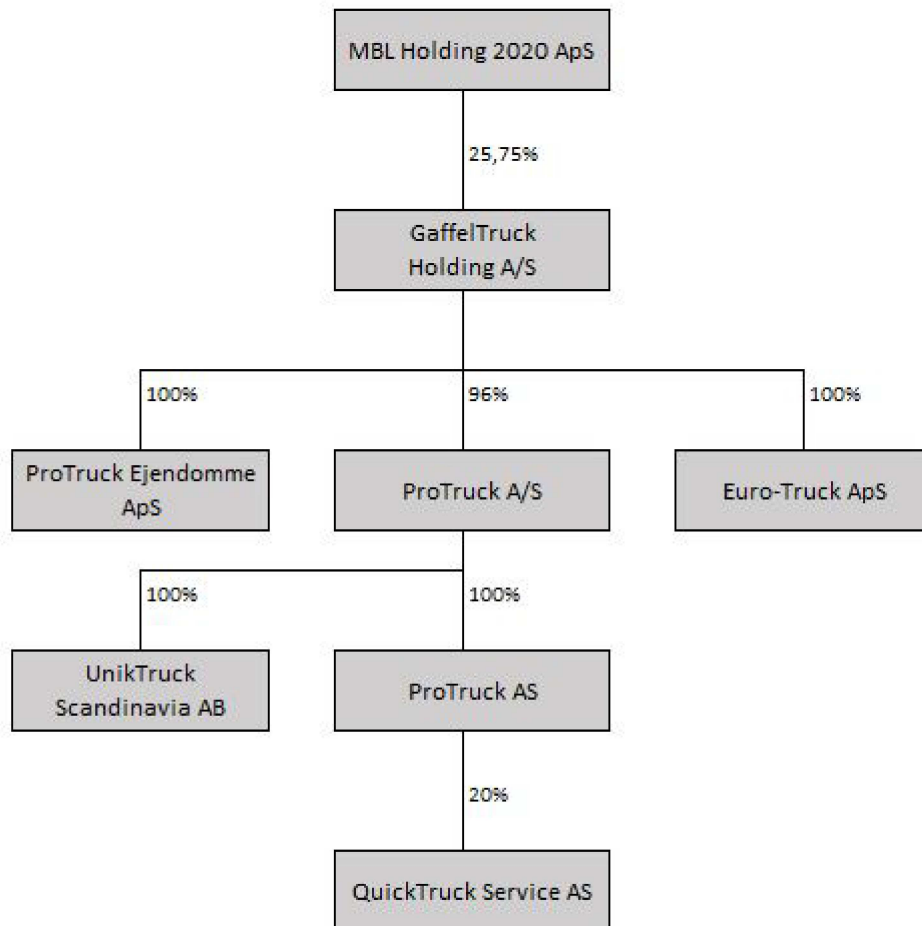 MBL Holding 2020 ApS
25,75%
GaffelTruck
Holding A/S
100%
96%
100%
ProTruck Ejendomme
ApS
ProTruck A/S
Euro-Truck ApS
100%
100%
UnikTruck
Scandinavia AB
ProTruck AS
20%
QuickTruck Service AS